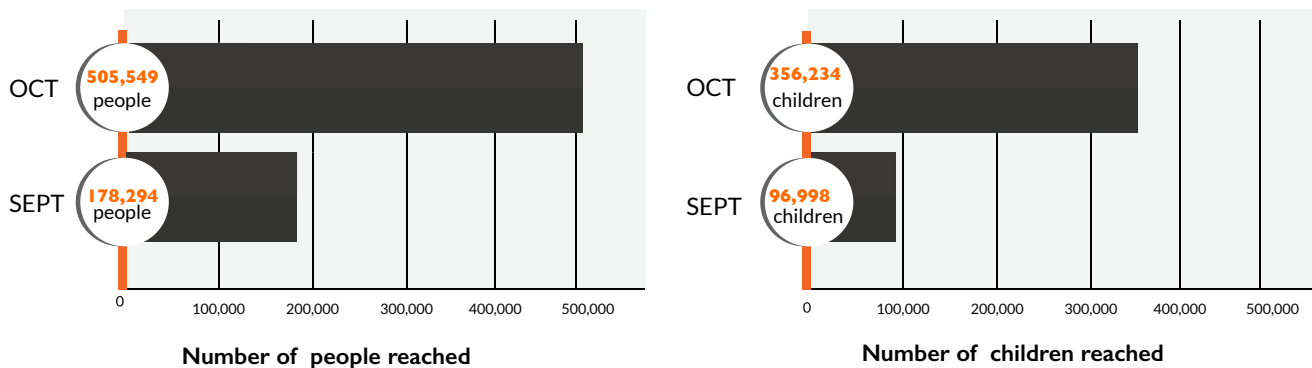 505,549
OCT
people
178,294
SEPT
people
0
100,000
200,000
300,000
400,000
500,000
Number of people reached
356,234
OCT
children
96,998
SEPT
children
0
100,000
200,000
300,000
400,000
500,000
Number of children reached